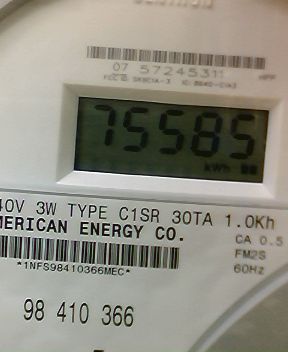 07 57245311
75585
kWh
40V 3W TYPE C1SR 30TA 1.0Kh
MERICAN ENERGY CO.
CA 0.5
FM2S
60Hz
*1NFS98410366MEC*
98 410 366